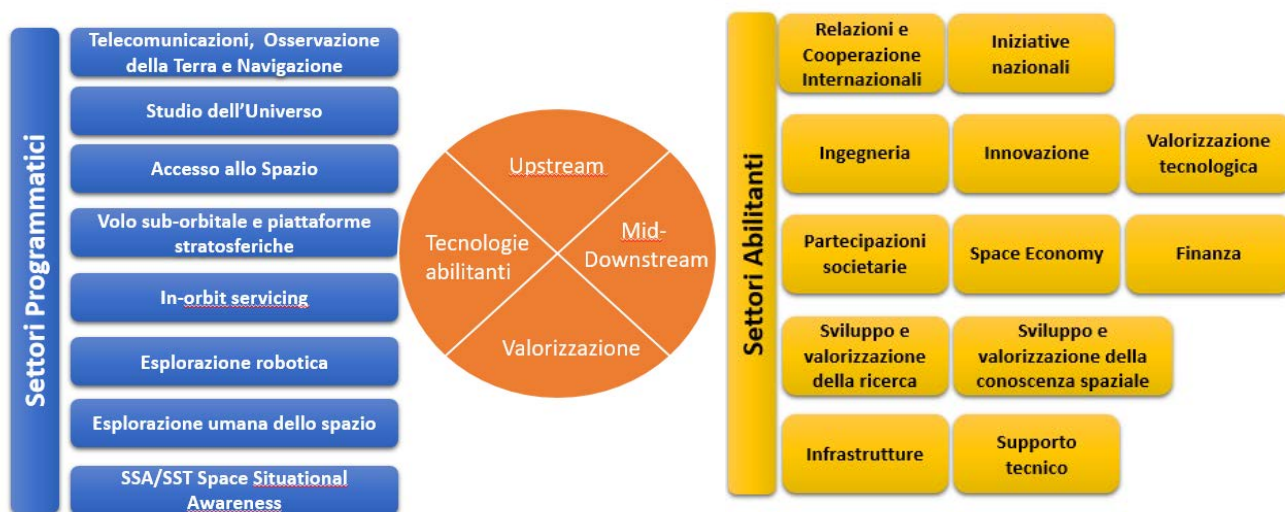 Settori Programmatici
Telecomunicazioni, Osservazione
della Terra e Navigazione
Studio dell'Universo
Accesso allo Spazio
Volo sub-orbitale e piattaforme
stratosferiche
In-orbit servicing
Esplorazione robotica
Esplorazione umana dello spazio
SSA/SST Space Situational
Awareness
Upstream
Tecnologie
abilitanti
Mid-
Downstream
Valorizzazione
Settori Abilitanti
Relazioni e
Cooperazione
Internazionali
Iniziative
nazionali
Ingegneria
Innovazione
Valorizzazione
tecnologica
Partecipazioni
societarie
Space Economy
Finanza
Sviluppo e
valorizzazione
della ricerca
Sviluppo e
valorizzazione della
conoscenza spaziale
Infrastrutture
Supporto
tecnico